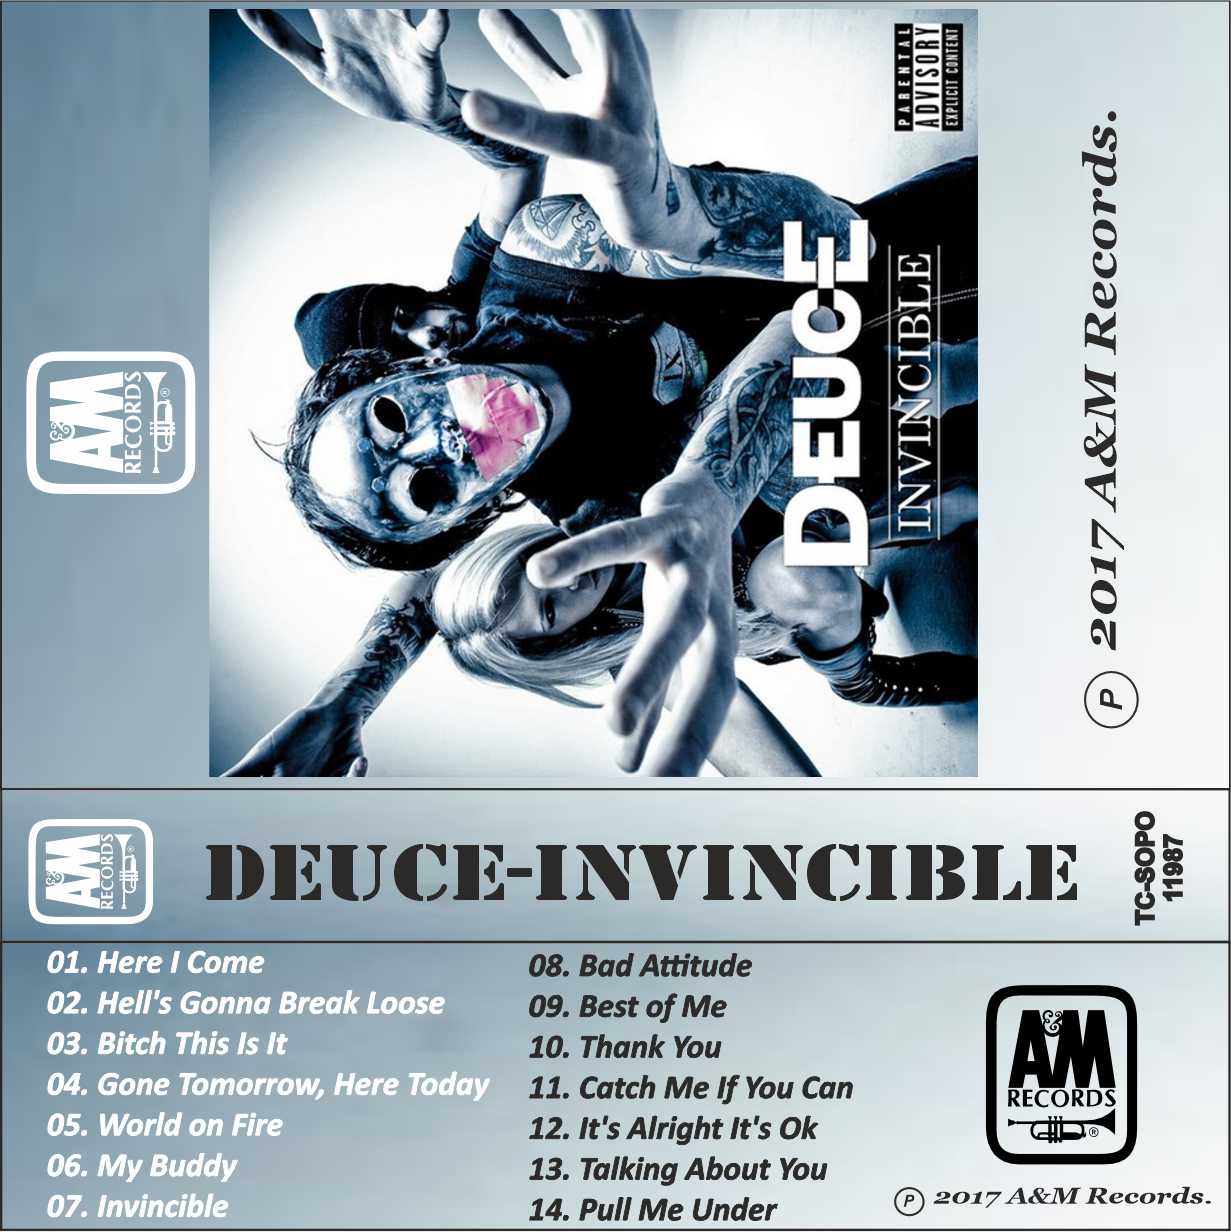 A&M
RECORDS
®
PARENTAL
ADVISORY
EXPLICIT CONTENT
DEUCE
INVINCIBLE
IX
℗ 2017 A&M Records.
A&M
RECORDS
®
DEUCE-INVINCIBLE
TC-SOPO
11987
01. Here I Come
02. Hell's Gonna Break Loose
03. Bitch This Is It
04. Gone Tomorrow, Here Today
05. World on Fire
06. My Buddy
07. Invincible
08. Bad Attitude
09. Best of Me
10. Thank You
11. Catch Me If You Can
12. It's Alright It's Ok
13. Talking About You
14. Pull Me Under
A&M
RECORDS
®
℗ 2017 A&M Records.